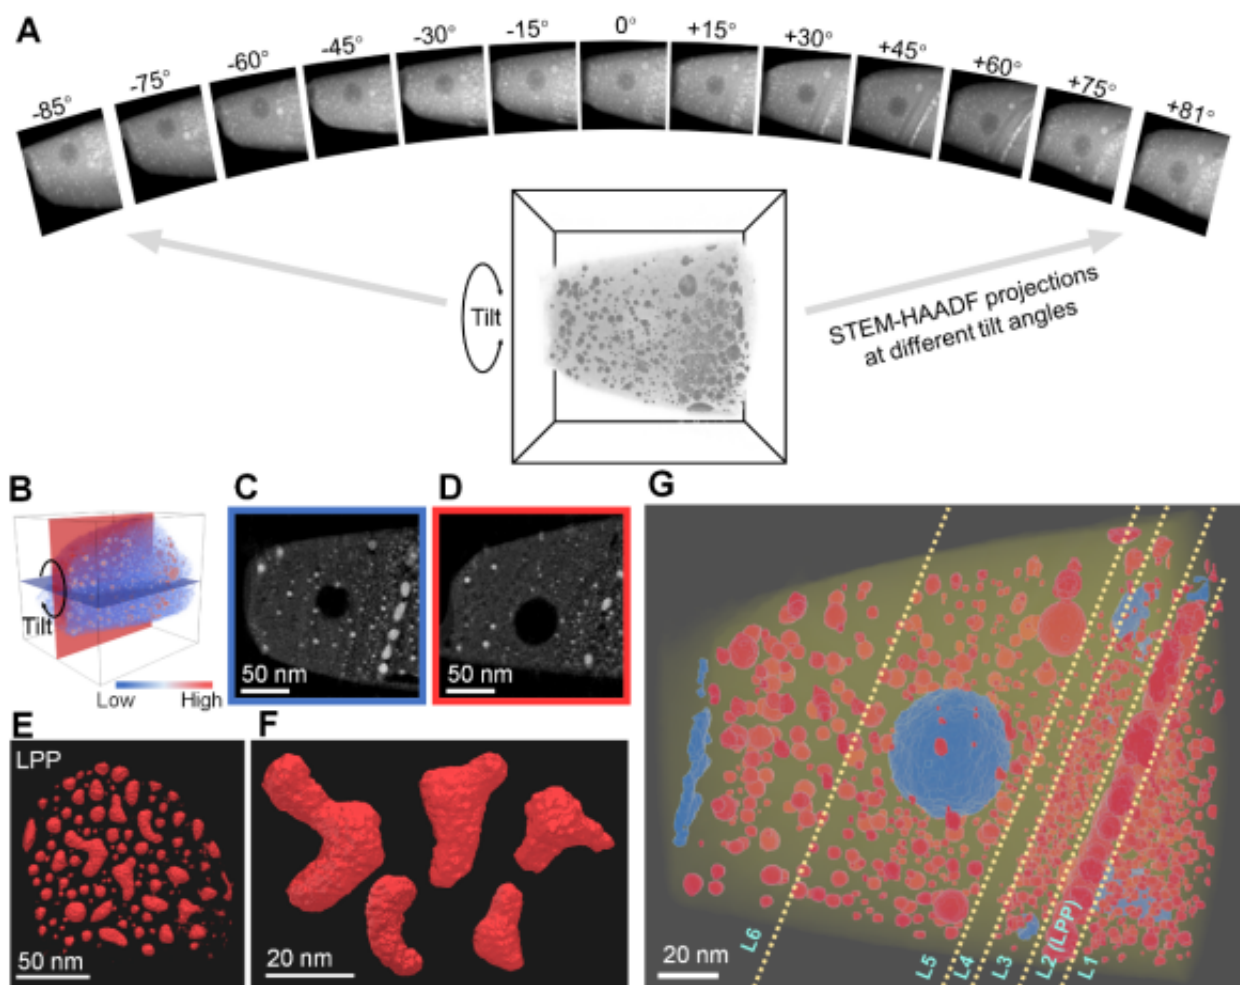 A
-85°
-75°
-60°
-45°
-30°
-15°
0°
+15°
+30°
+45°
+60°
+75°
+81°
Tilt
STEM-HAADF projections
at different tilt angles
B
Tilt
Low
High
C
50 nm
D
50 nm
E
LPP
50 nm
F
20 nm
G
20 nm
L6
L5
L4
L3
L2 (LPP)
L1